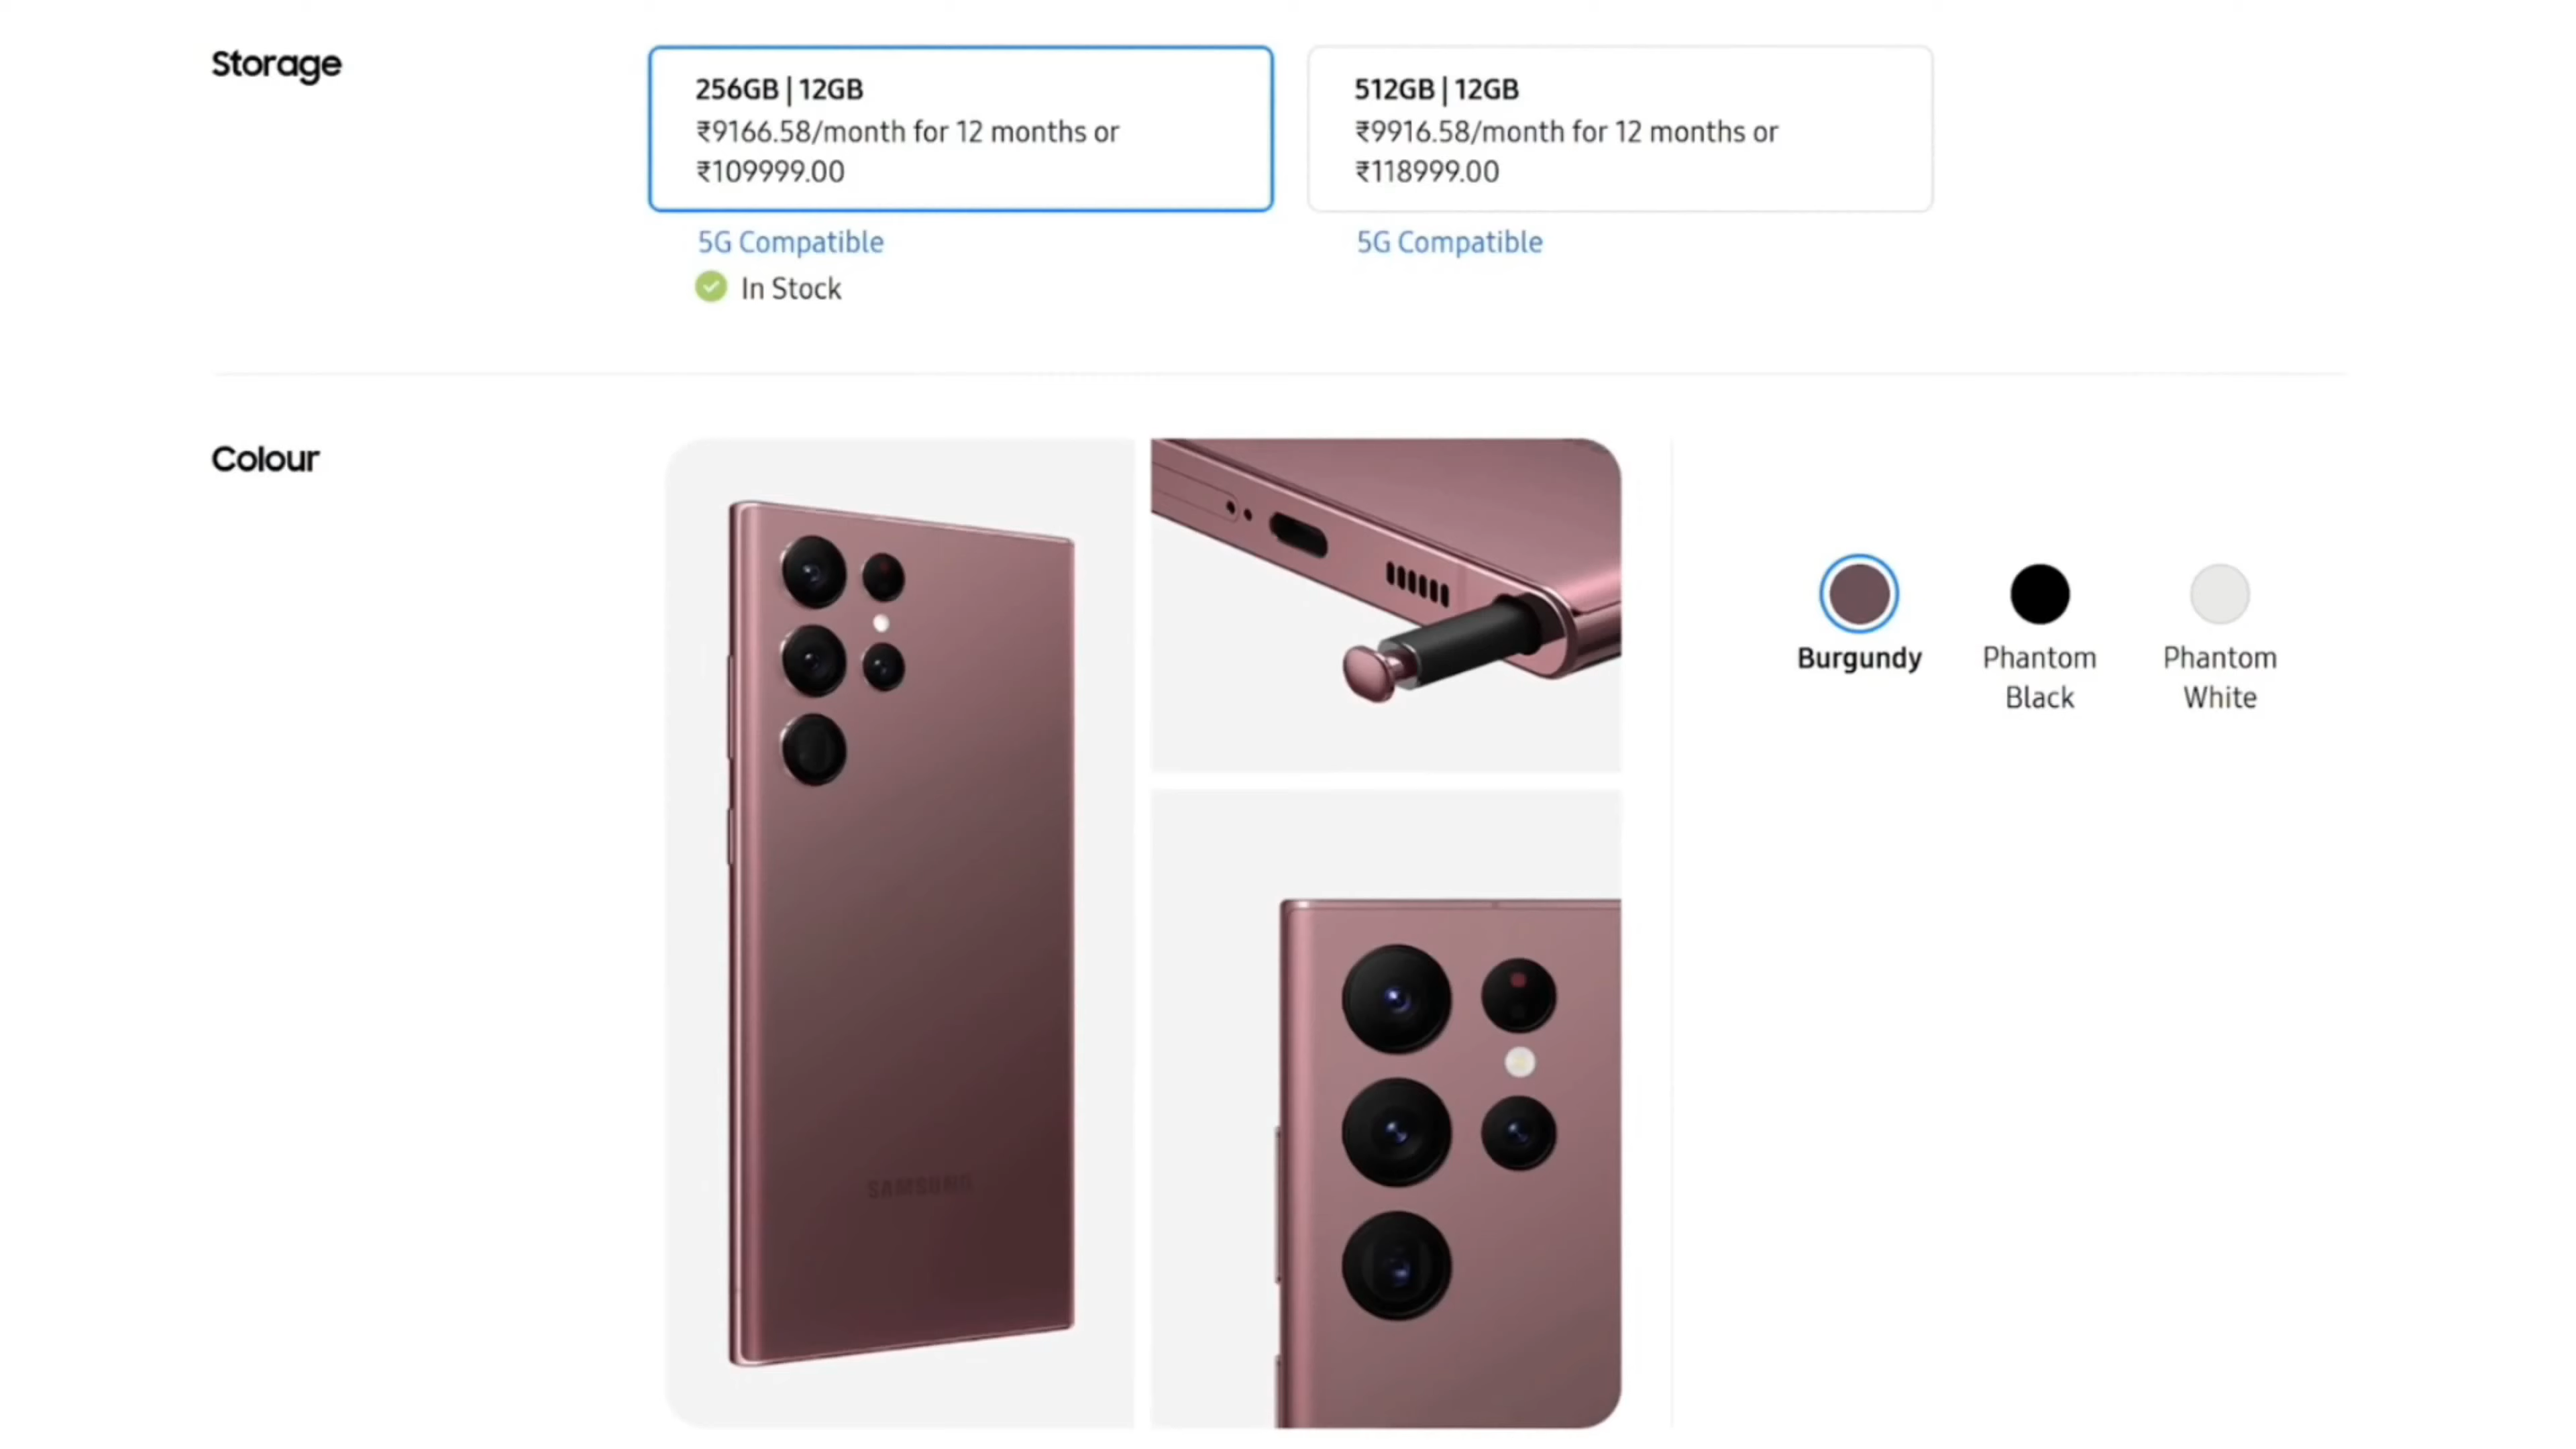 Storage
256GB | 12GB
₹9166.58/month for 12 months or
₹109999.00
5G Compatible
In Stock
512GB | 12GB
₹9916.58/month for 12 months or
₹118999.00
5G Compatible
Colour
SAMSUNG
Burgundy
Phantom
Black
Phantom
White